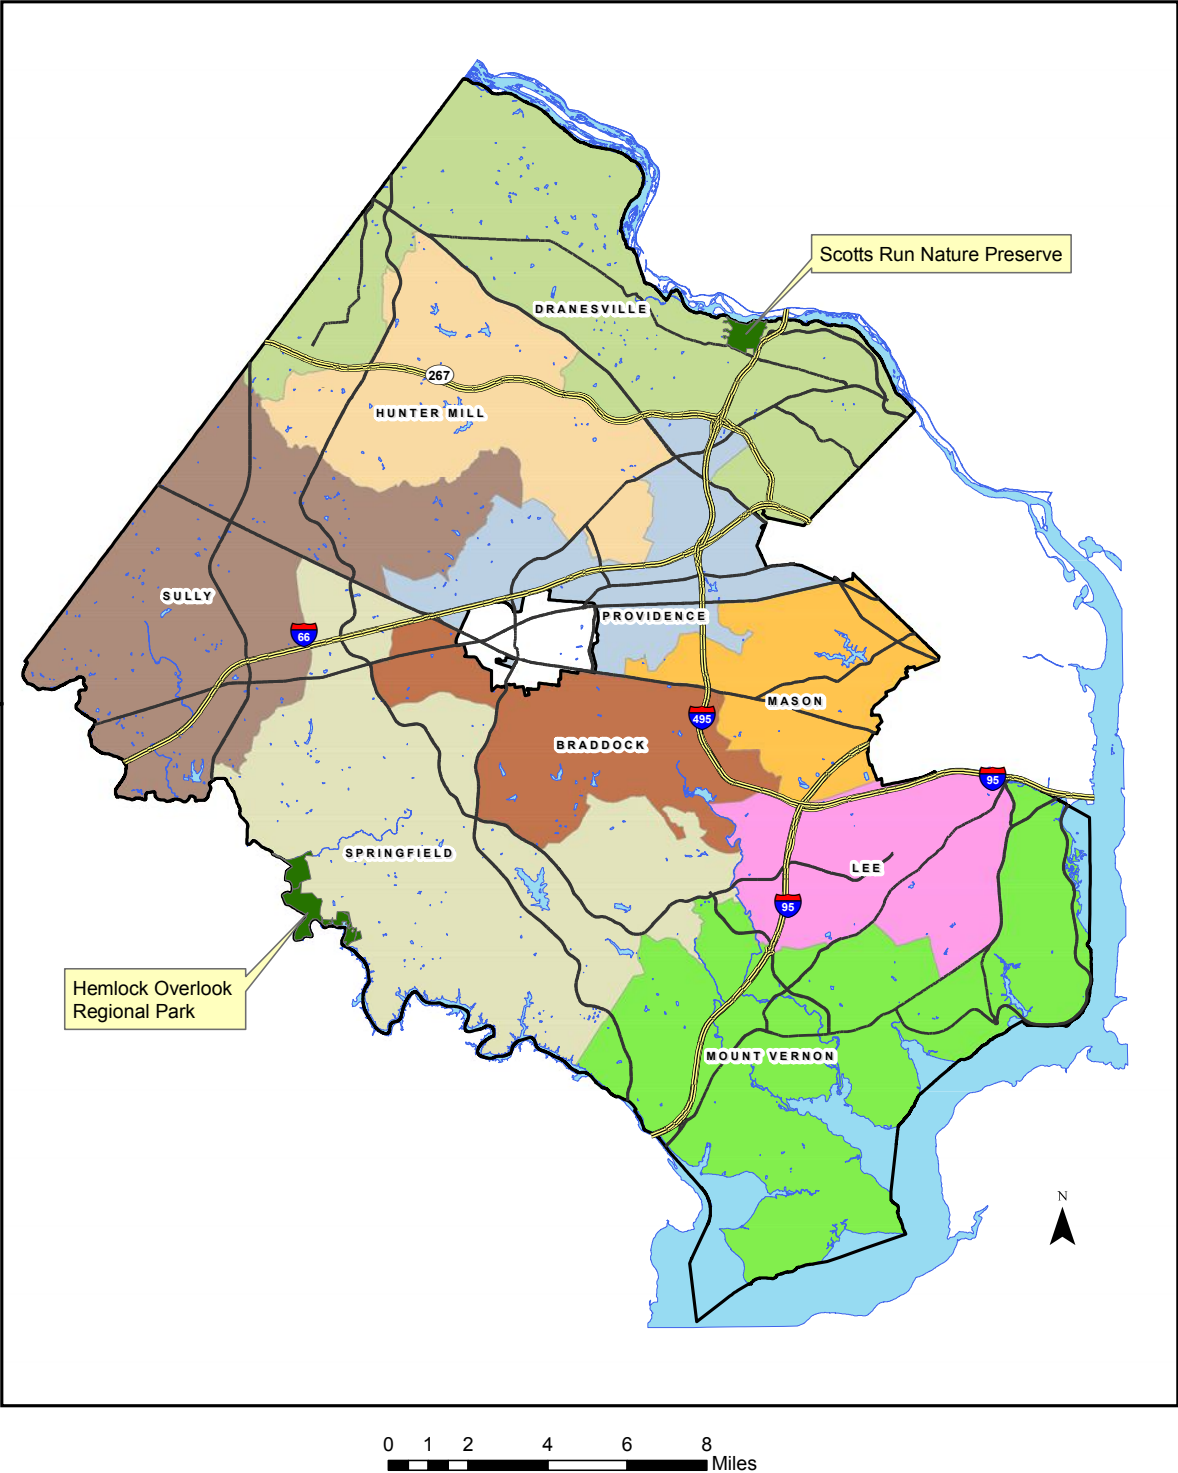 Scotts Run Nature Preserve
DRANESVILLE
267
HUNTER MILL
SULLY
PROVIDENCE
66
MASON
495
BRADDOCK
95
SPRINGFIELD
LEE
95
Hemlock Overlook
Regional Park
MOUNT VERNON
N
0 1 2 4 6 8
Miles